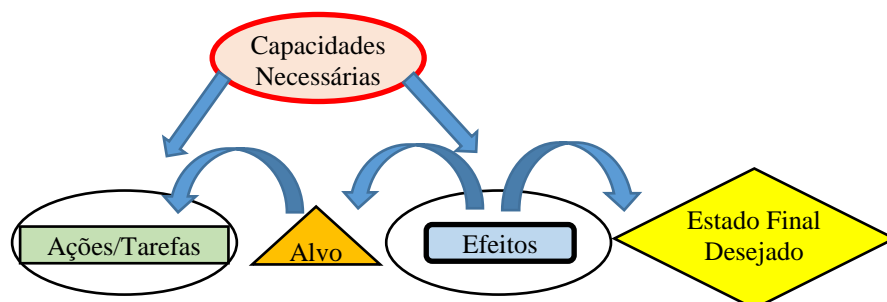 Capacidades
Necessárias
Ações/Tarefas
Alvo
Efeitos
Estado Final
Desejado